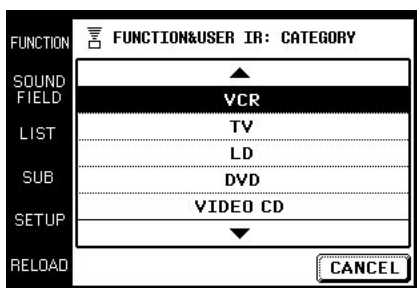 FUNCTION
SOUND
FIELD
LIST
SUB
SETUP
RELOAD
FUNCTION&USER IR: CATEGORY
VCR
TV
LD
DVD
VIDEO CD
CANCEL